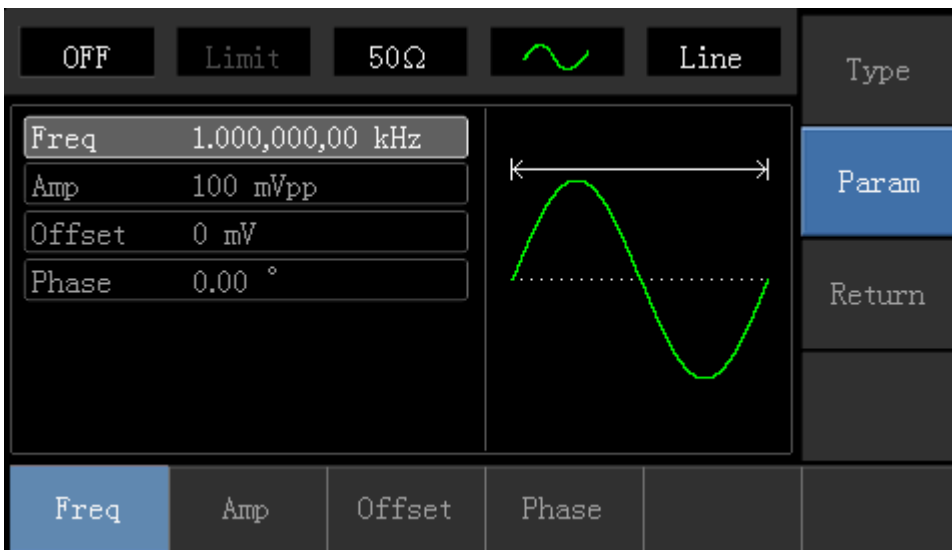 OFF Limit 50Ω Line
Type
Freq 1.000,000,00 kHz
Amp 100 mVpp
Offset 0 mV
Phase 0.00 °
Param
Return
Freq Amp Offset Phase